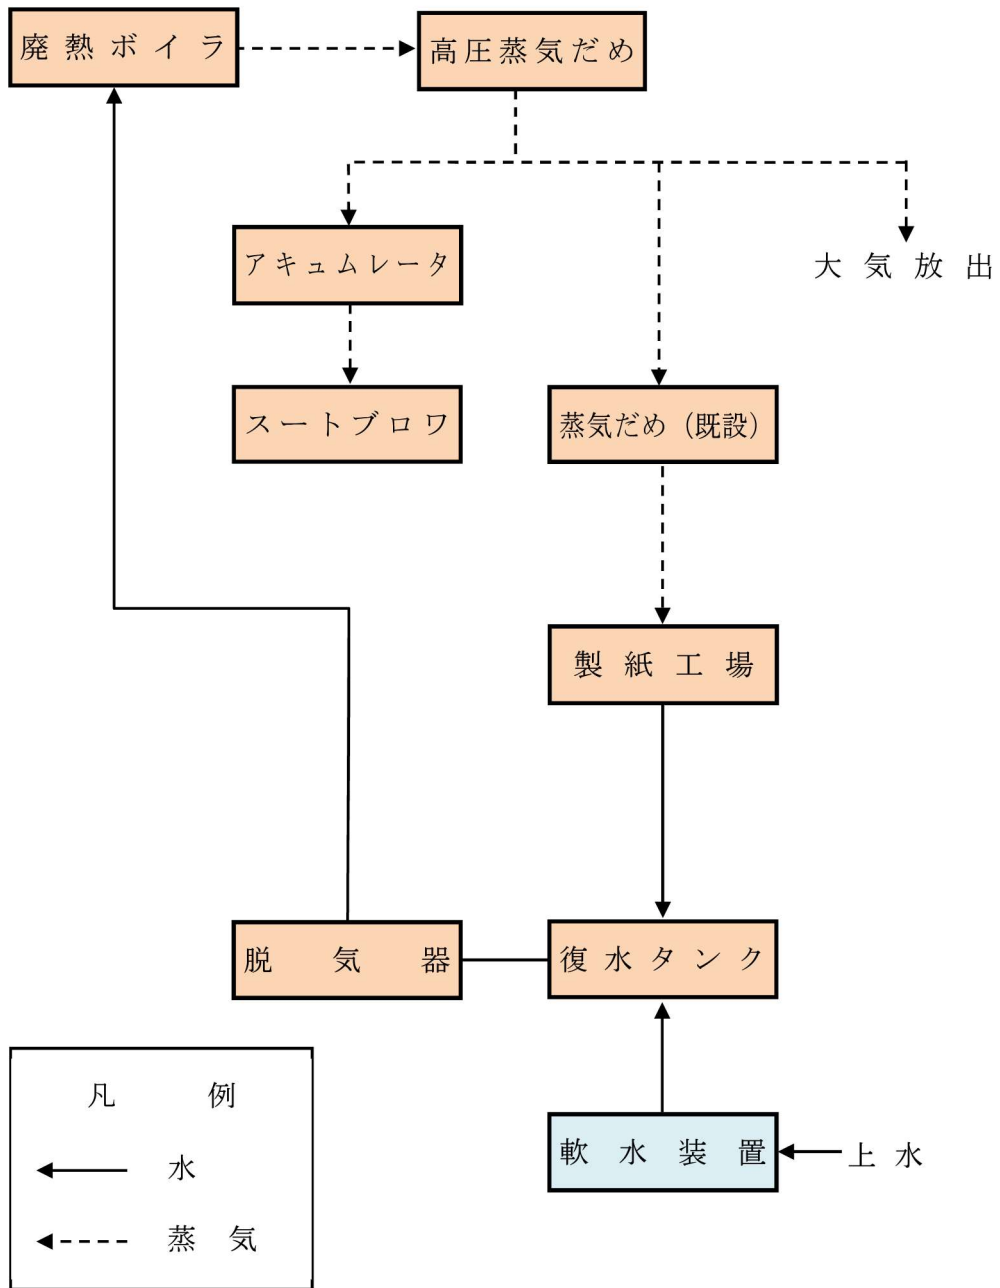 廃熱ボイラ
高圧蒸気だめ
アキュムレータ
大気放出
スートブロワ
蒸気だめ（既設）
製紙工場
脱気器
復水タンク
凡例
水
蒸気
軟水装置
上水